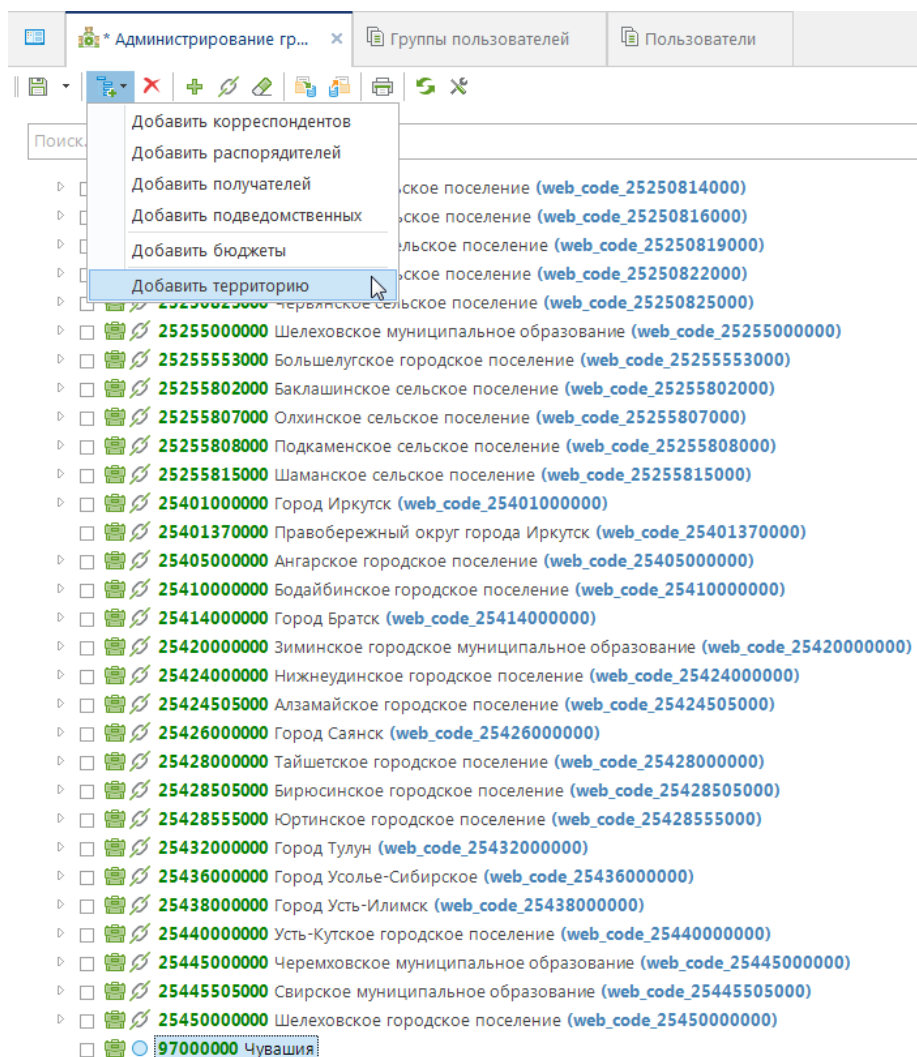 * Администрирование гр... × Группы пользователей Пользователи
Поиск.
Добавить корреспондентов
Добавить распорядителей
Добавить получателей
Добавить подведомственных
Добавить бюджеты
Добавить территорию
ское поселение (web_code_25250814000)
ьское поселение (web_code_25250816000)
ельское поселение (web_code_25250819000)
ьское поселение (web_code_25250822000)
25250825000 Червянское сельское поселение (web_code_25250825000)
25255000000 Шелеховское муниципальное образование (web_code_25255000000)
25255553000 Большелугское городское поселение (web_code_25255553000)
25255802000 Баклашинское сельское поселение (web_code_25255802000)
25255807000 Олхинское сельское поселение (web_code_25255807000)
25255808000 Подкаменское сельское поселение (web_code_25255808000)
25255815000 Шаманское сельское поселение (web_code_25255815000)
25401000000 Город Иркутск (web_code_25401000000)
25401370000 Правобережный округ города Иркутск (web_code_25401370000)
25405000000 Ангарское городское поселение (web_code_25405000000)
25410000000 Бодайбинское городское поселение (web_code_25410000000)
25414000000 Город Братск (web_code_25414000000)
25420000000 Зиминское городское муниципальное образование (web_code_25420000000)
25424000000 Нижнеудинское городское поселение (web_code_25424000000)
25424505000 Алзамайское городское поселение (web_code_25424505000)
25426000000 Город Саянск (web_code_25426000000)
25428000000 Тайшетское городское поселение (web_code_25428000000)
25428505000 Бирюсинское городское поселение (web_code_25428505000)
25428555000 Юртинское городское поселение (web_code_25428555000)
25432000000 Город Тулун (web_code_25432000000)
25436000000 Город Усолье-Сибирское (web_code_25436000000)
25438000000 Город Усть-Илимск (web_code_25438000000)
25440000000 Усть-Кутское городское поселение (web_code_25440000000)
25445000000 Черемховское муниципальное образование (web_code_25445000000)
25445505000 Свирское муниципальное образование (web_code_25445505000)
25450000000 Шелеховское городское поселение (web_code_25450000000)
97000000 Чувашия